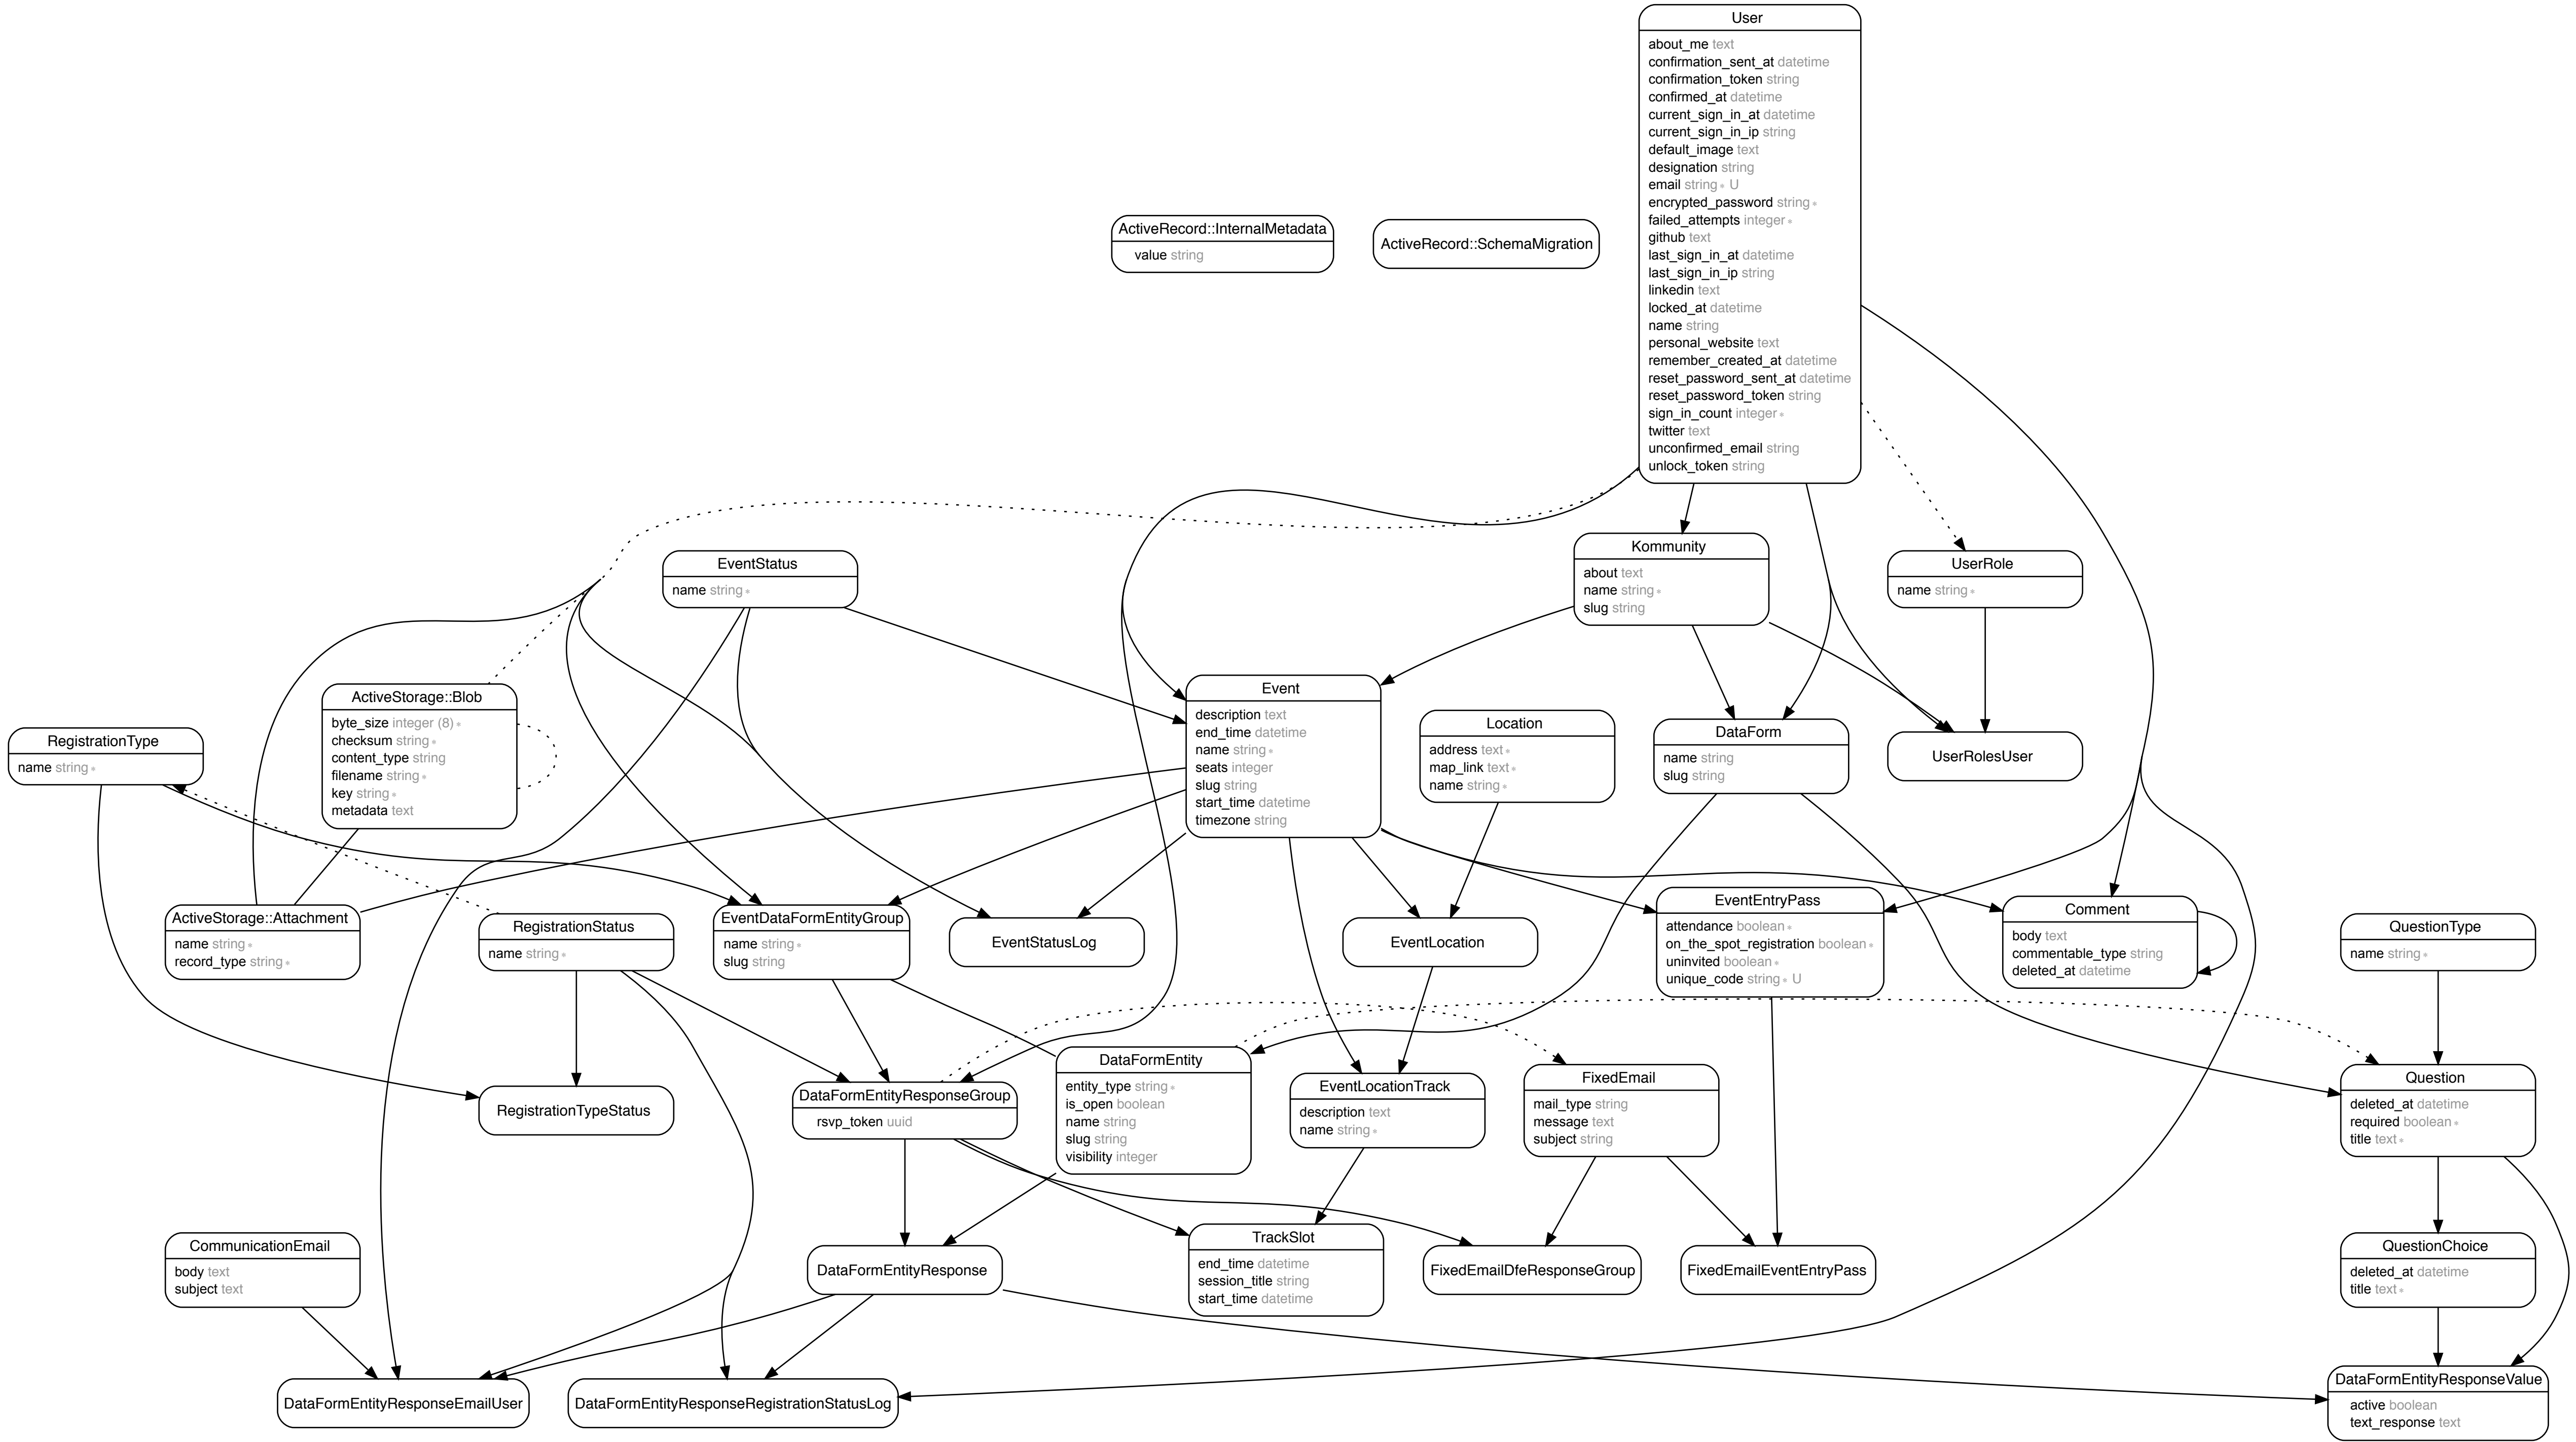 User
about_me text
confirmation_sent_at datetime
confirmation_token string
confirmed_at datetime
current_sign_in_at datetime
current_sign_in_ip string
default_image text
designation string
email string∗ U
encrypted_password string∗
failed_attempts integer∗
github text
last_sign_in_at datetime
last_sign_in_ip string
linkedin text
locked_at datetime
name string
personal_website text
remember_created_at datetime
reset_password_sent_at datetime
reset_password_token string
sign_in_count integer∗
twitter text
unconfirmed_email string
unlock_token string
ActiveRecord::InternalMetadata
value string
ActiveRecord::SchemaMigration
EventStatus
name string∗
Kommunity
about text
name string∗
slug string
UserRole
name string∗
RegistrationType
name string∗
ActiveStorage::Blob
byte_size integer (8)∗
checksum string∗
content_type string
filename string∗
key string∗
metadata text
Event
description text
end_time datetime
name string∗
seats integer
slug string
start_time datetime
timezone string
Location
address text∗
map_link text∗
name string∗
DataForm
name string
slug string
UserRolesUser
ActiveStorage::Attachment
name string∗
record_type string∗
RegistrationStatus
name string∗
EventDataFormEntityGroup
name string∗
slug string
EventStatusLog
EventLocation
EventEntryPass
attendance boolean∗
on_the_spot_registration boolean∗
uninvited boolean∗
unique_code string∗ U
Comment
body text
commentable_type string
deleted_at datetime
QuestionType
name string∗
RegistrationTypeStatus
DataFormEntityResponseGroup
rsvp_token uuid
DataFormEntity
entity_type string∗
is_open boolean
name string
slug string
visibility integer
EventLocationTrack
description text
name string∗
FixedEmail
mail_type string
message text
subject string
Question
deleted_at datetime
required boolean∗
title text∗
CommunicationEmail
body text
subject text
DataFormEntityResponse
TrackSlot
end_time datetime
session_title string
start_time datetime
FixedEmailDfeResponseGroup
FixedEmailEventEntryPass
QuestionChoice
deleted_at datetime
title text∗
DataFormEntityResponseEmailUser
DataFormEntityResponseRegistrationStatusLog
DataFormEntityResponseValue
active boolean
text_response text